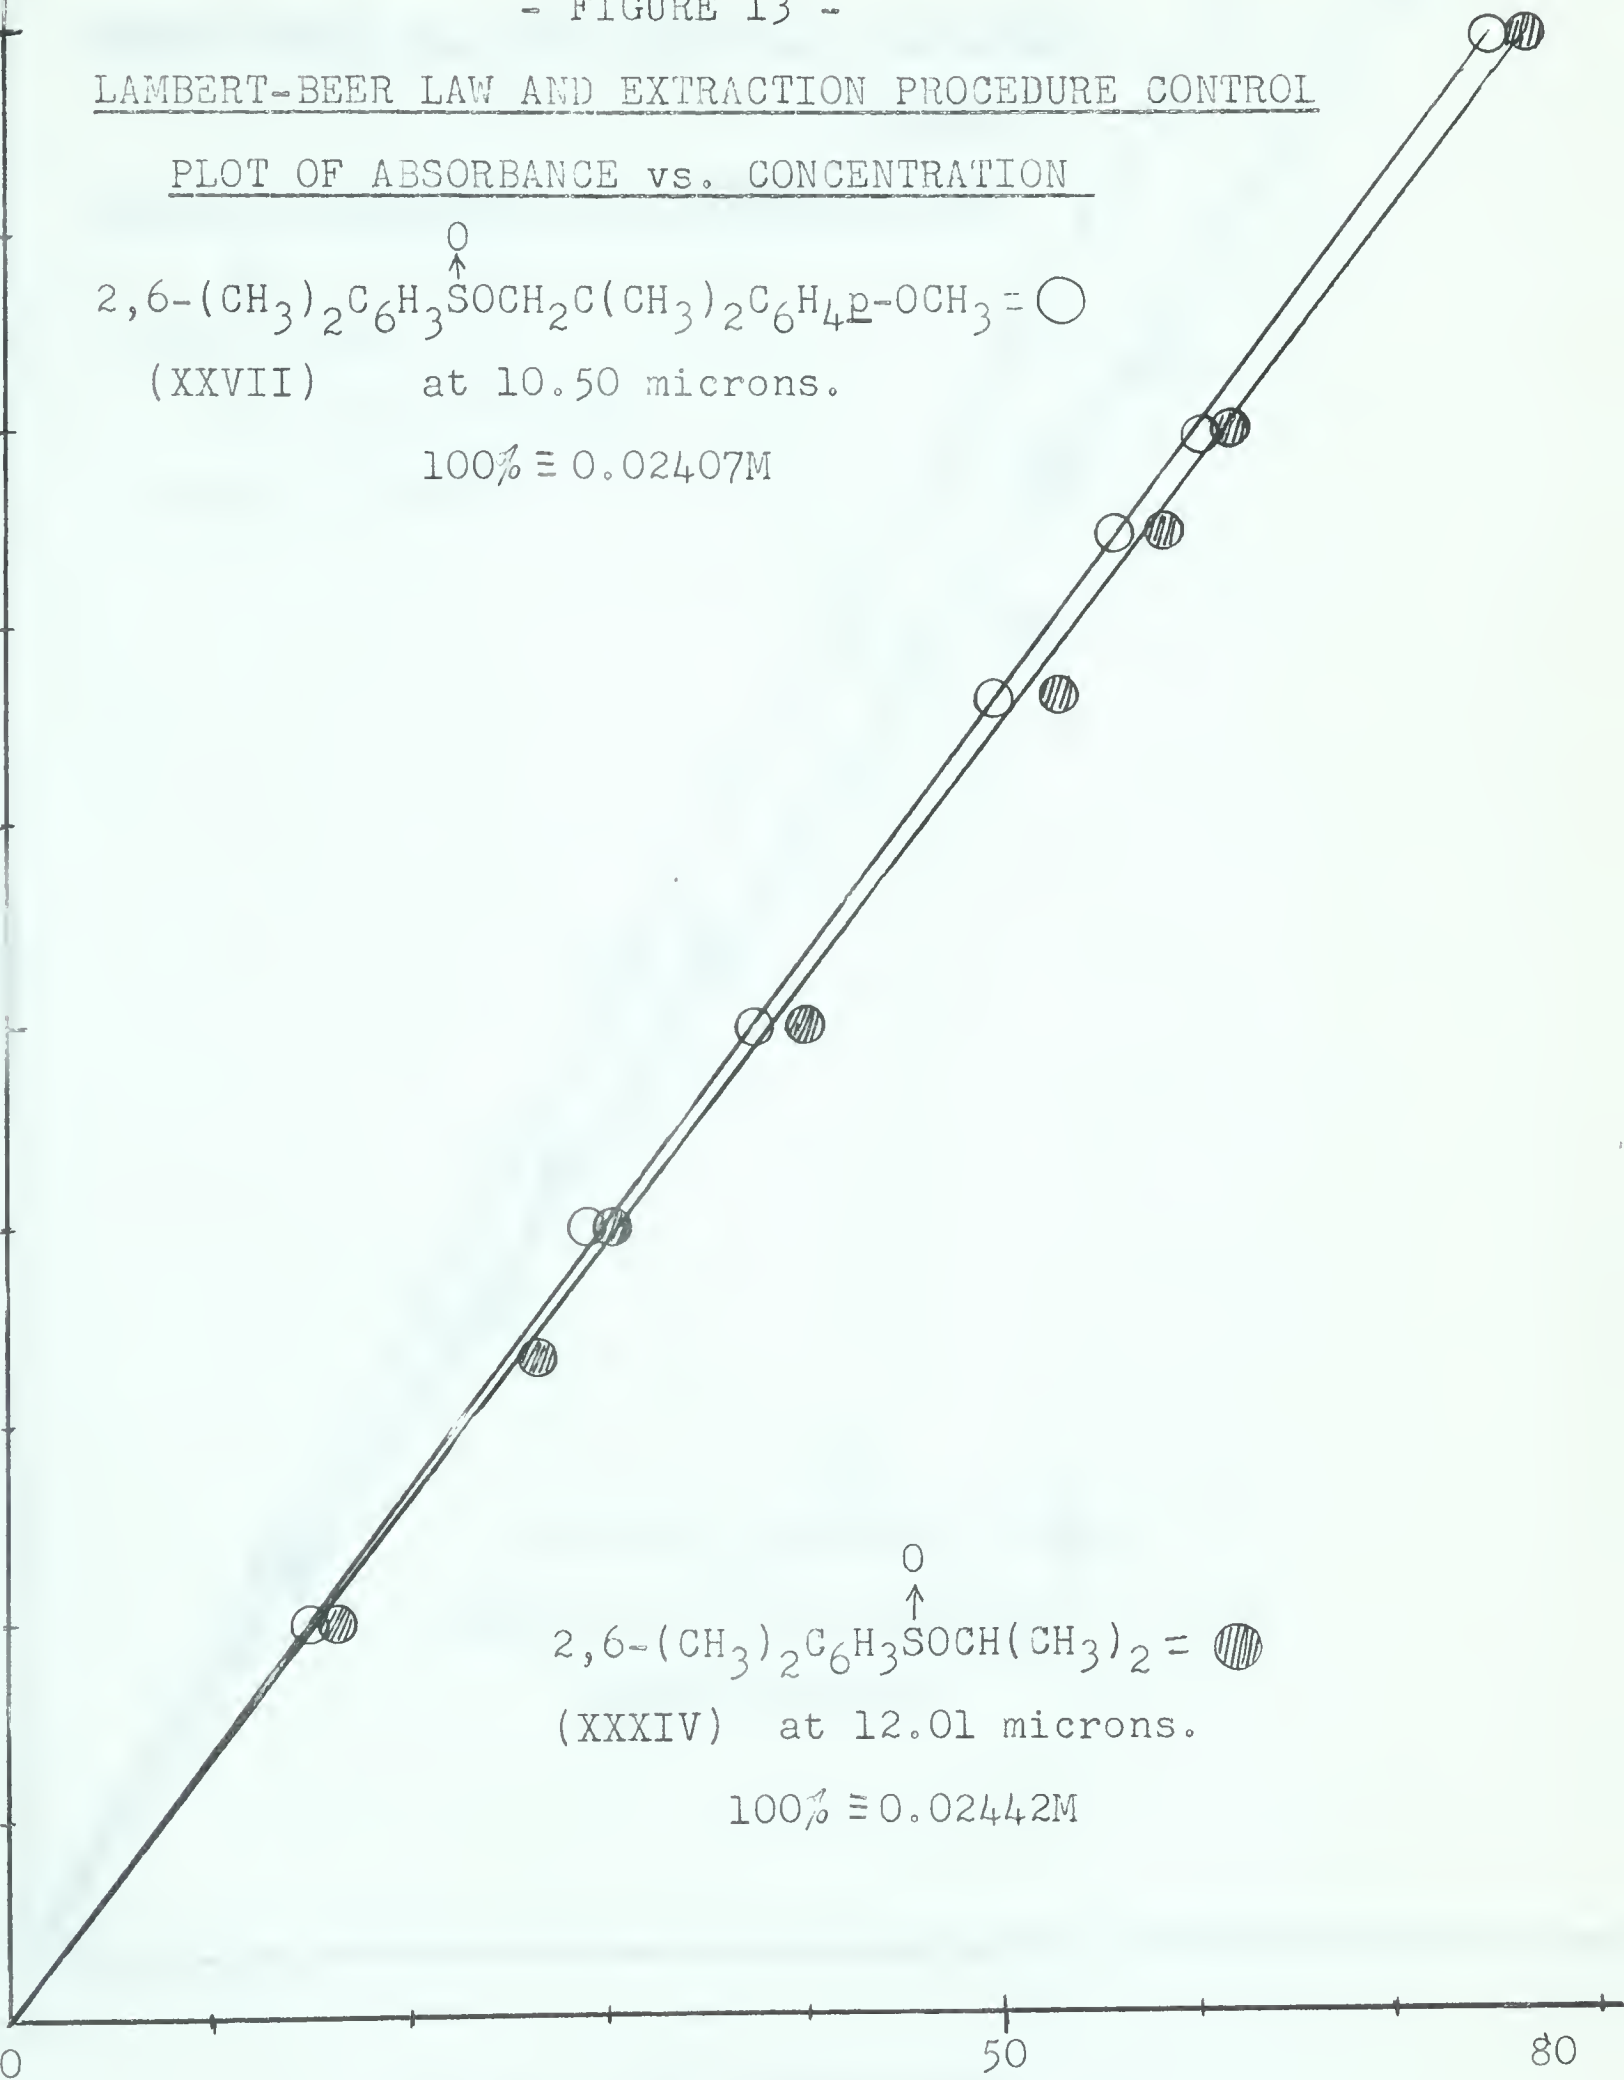 - FIGURE 13 -
LAMBERT-BEER LAW AND EXTRACTION PROCEDURE CONTROL
PLOT OF ABSORBANCE vs. CONCENTRATION
O
↑
2,6-(CH₃)₂C₆H₃SOCH₂C(CH₃)₂C₆H₄p-OCH₃ = ◯
(XXVII) at 10.50 microns.
100% ≡ 0.02407M
O
↑
2,6-(CH₃)₂C₆H₃SOCH(CH₃)₂ =
(XXXIV) at 12.01 microns.
100% ≡ 0.02442M
0 50 80